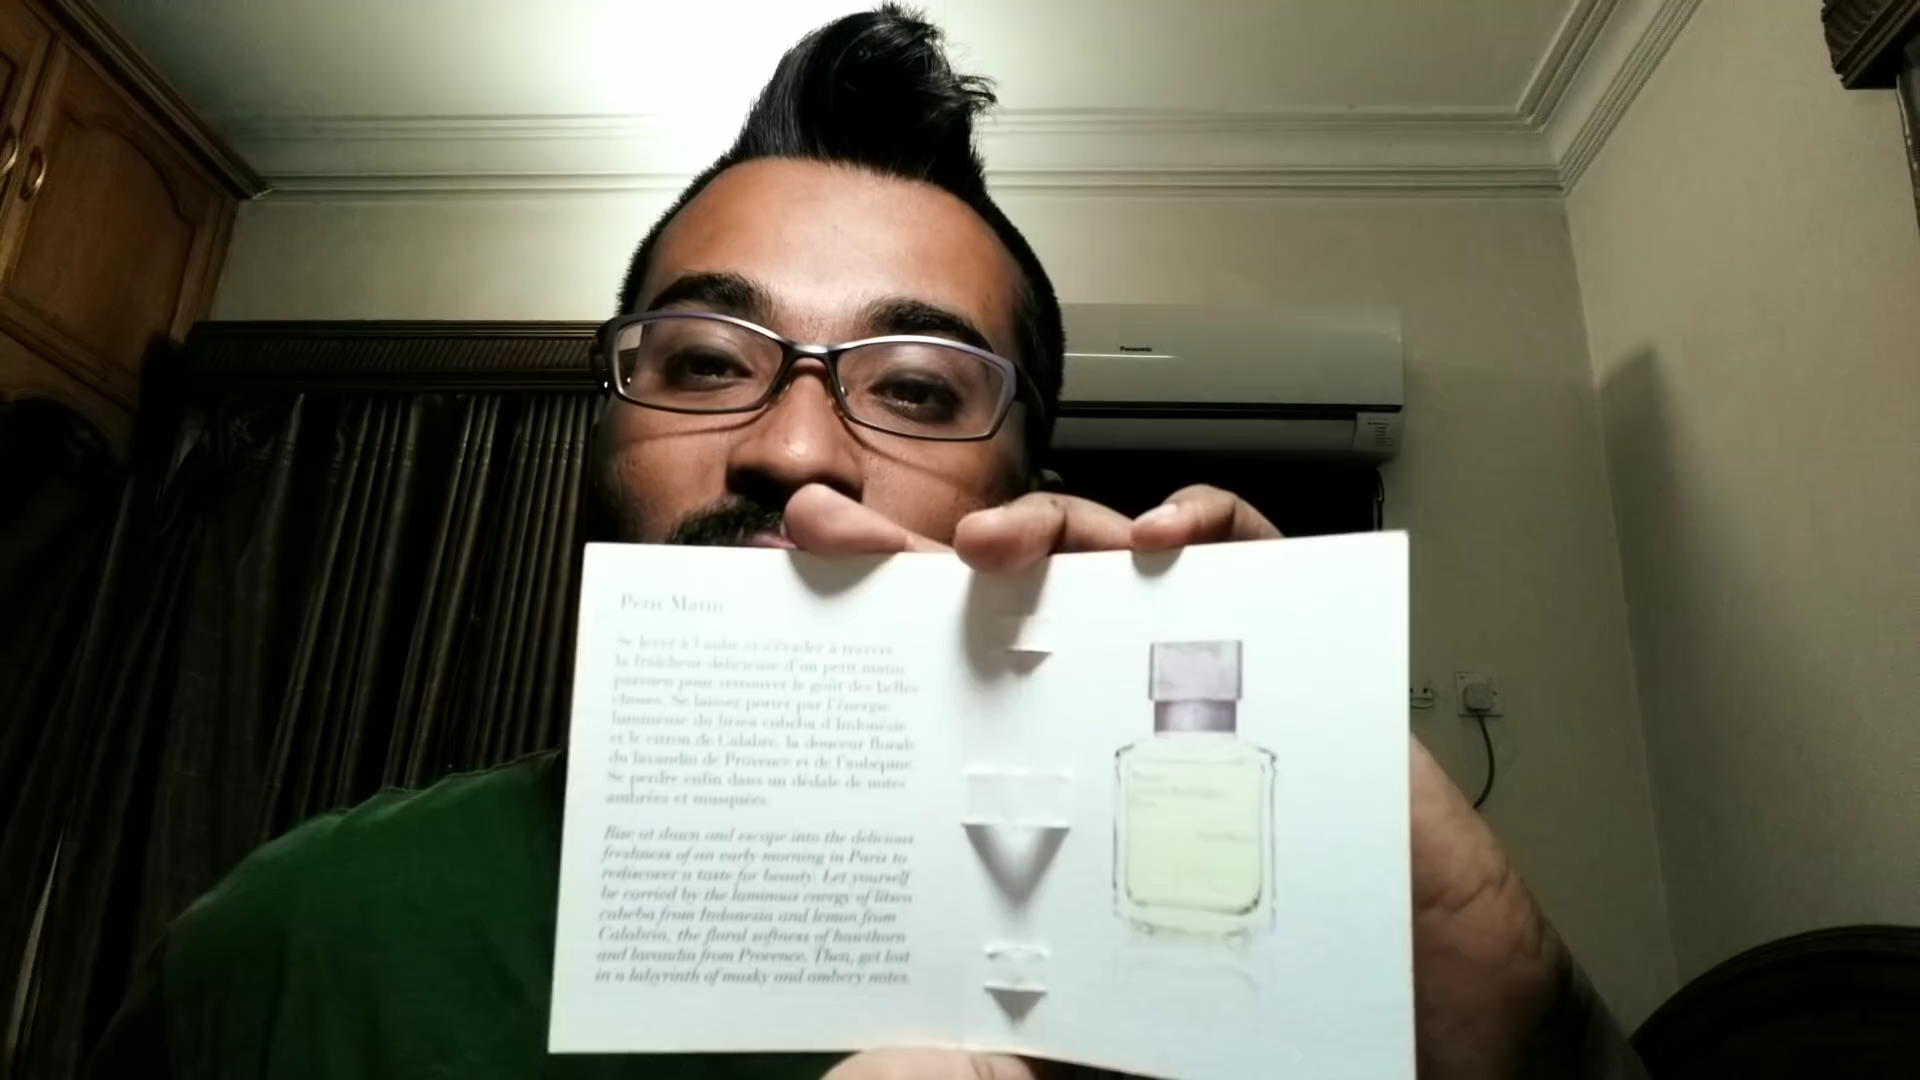 Panasonic
Petit Matin
Se lever à l'aube et s'évader à travers
la fraîcheur délicieuse d'un petit matin
parisien pour retrouver le goût des belles
choses. Se laisser porter par l'énergie
lumineuse du litsea cubeba d'Indonésie
et le citron de Calabre, la douceur florale
du lavandin de Provence et de l'aubépine.
Se perdre enfin dans un dédale de notes
ambrées et musquées.
Rise at dawn and escape into the delicious
freshness of an early morning in Paris to
rediscover a taste for beauty. Let yourself
be carried by the luminous energy of litsea
cubeba from Indonesia and lemon from
Calabria, the floral softness of hawthorn
and lavandin from Provence. Then, get lost
in a labyrinth of musky and ambery notes.